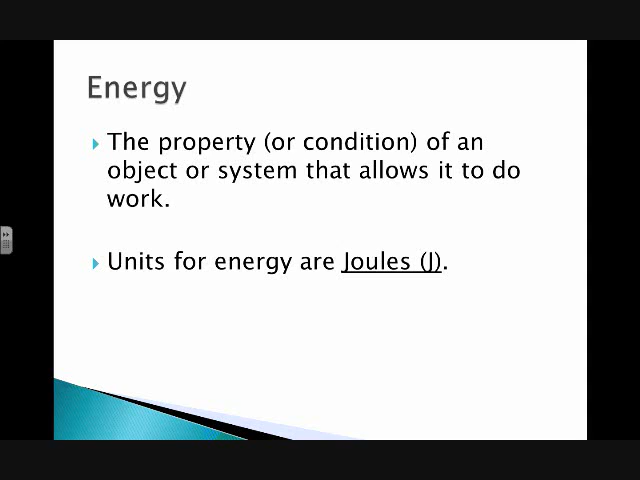 Energy
The property (or condition) of an
object or system that allows it to do
work.
Units for energy are Joules (J).